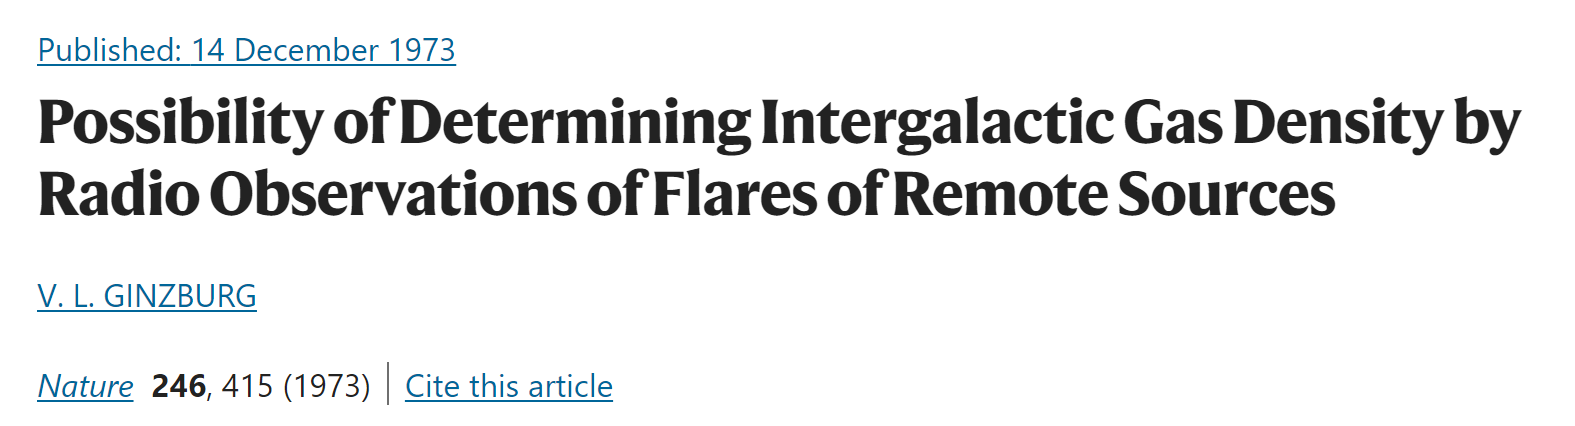 Published: 14 December 1973
Possibility of Determining Intergalactic Gas Density by
Radio Observations of Flares of Remote Sources
V. L. GINZBURG
Nature 246, 415 (1973) | Cite this article